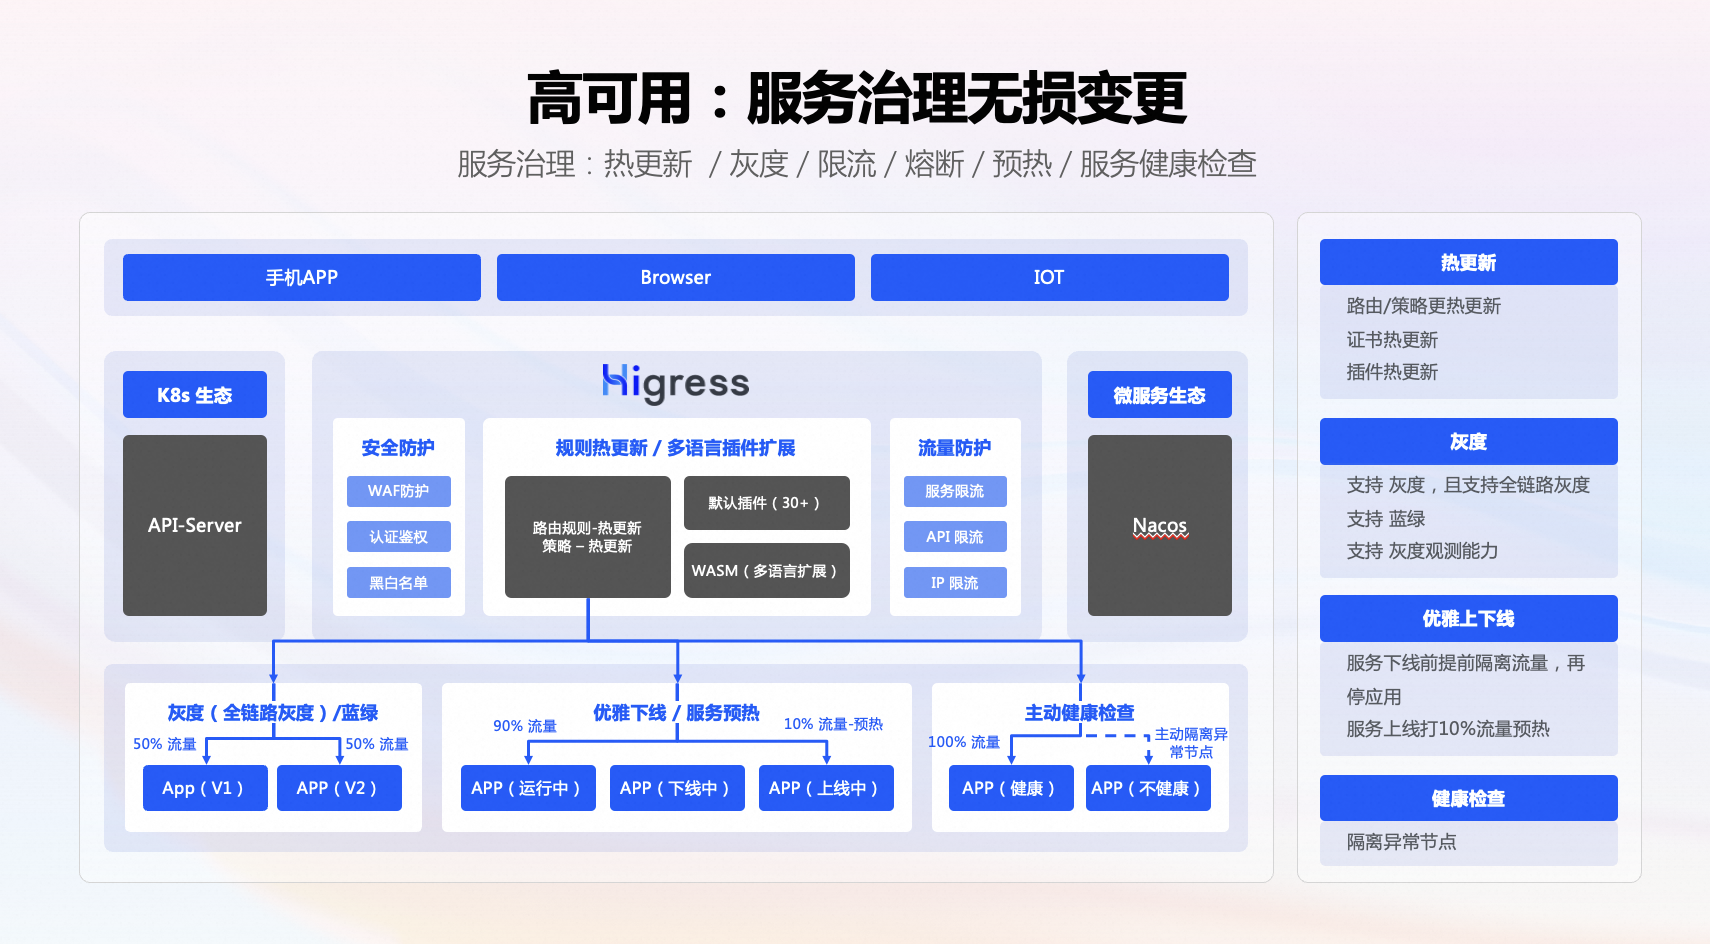 高可用：服务治理无损变更
服务治理：热更新 / 灰度 / 限流 / 熔断 / 预热 / 服务健康检查
手机APP
Browser
IOT
K8s 生态
API-Server
Higress
安全防护
WAF防护
认证鉴权
黑白名单
规则热更新 / 多语言插件扩展
路由规则-热更新
策略 – 热更新
默认插件（30+）
WASM（多语言扩展）
流量防护
服务限流
API 限流
IP 限流
微服务生态
Nacos
灰度（全链路灰度）/蓝绿
50% 流量
50% 流量
App（V1）
APP（V2）
优雅下线 / 服务预热
90% 流量
10% 流量-预热
APP（运行中）
APP（下线中）
APP（上线中）
主动健康检查
100% 流量
主动隔离异
常节点
APP（健康）
APP（不健康）
热更新
路由/策略更热更新
证书热更新
插件热更新
灰度
支持 灰度，且支持全链路灰度
支持 蓝绿
支持 灰度观测能力
优雅上下线
服务下线前提前隔离流量，再
停应用
服务上线打10%流量预热
健康检查
隔离异常节点